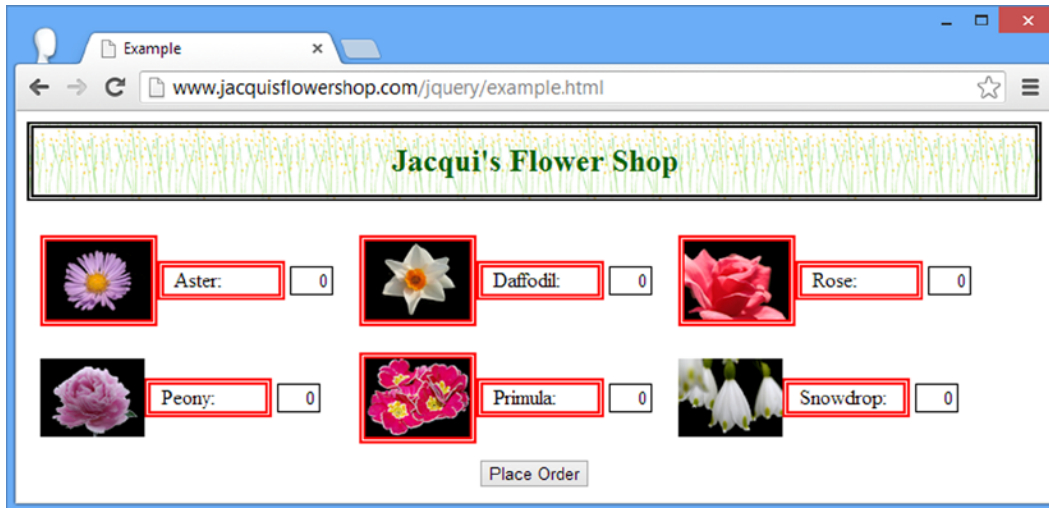 Example
www.jacquisflowershop.com/jquery/example.html
Jacqui's Flower Shop
Aster: 0 Daffodil: 0 Rose: 0
Peony: 0 Primula: 0 Snowdrop: 0
Place Order